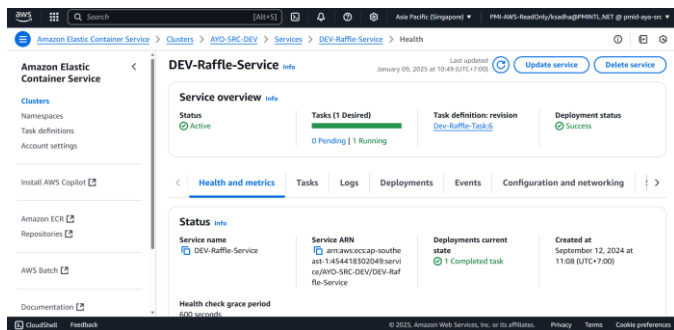 aws
Search
[Alt+S]
Asia Pacific (Singapore)
PMI-AWS-ReadOnly/ksadha@PMINTL.NET @ pmid-ayo-src
Amazon Elastic Container Service > Clusters > AYO-SRC-DEV > Services > DEV-Raffle-Service > Health
Amazon Elastic
Container Service
Clusters
Namespaces
Task definitions
Account settings
Install AWS Copilot
Amazon ECR
Repositories
AWS Batch
Documentation
DEV-Raffle-Service Info
Last updated
January 09, 2025 at 10:49 (UTC+7:00)
Update service
Delete service
Service overview Info
Status
Active
Tasks (1 Desired)
0 Pending | 1 Running
Task definition: revision
Dev-Raffle-Task:6
Deployment status
Success
Health and metrics
Tasks
Logs
Deployments
Events
Configuration and networking
Status Info
Service name
DEV-Raffle-Service
Service ARN
arn:aws:ecs:ap-southe
ast-1:454418302049:servi
ce/AYO-SRC-DEV/DEV-Raf
fle-Service
Deployments current
state
1 Completed task
Created at
September 12, 2024 at
11:08 (UTC+7:00)
Health check grace period
600 seconds
CloudShell
Feedback
© 2025, Amazon Web Services, Inc. or its affiliates.
Privacy
Terms
Cookie preferences